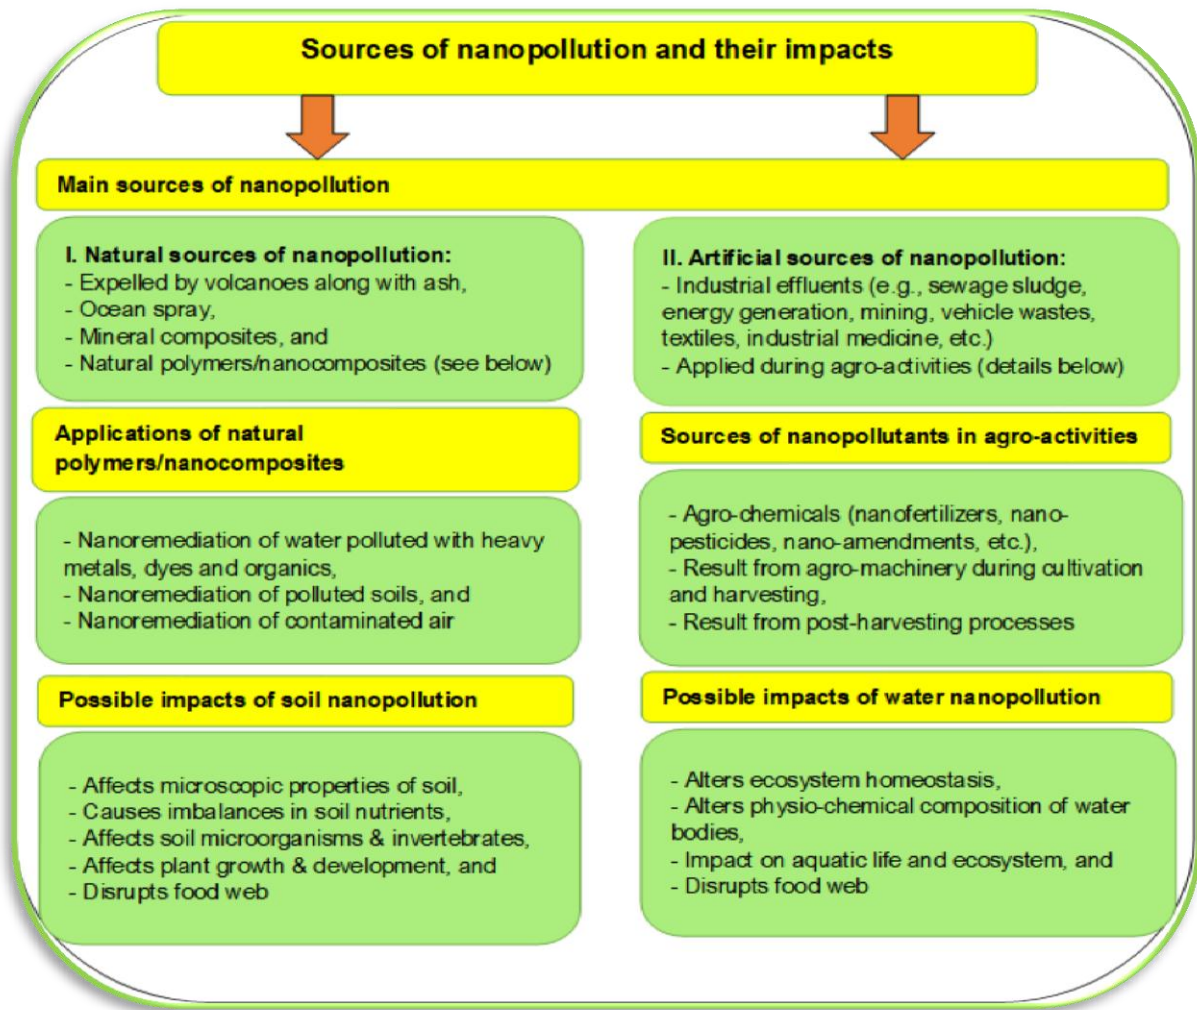 Sources of nanopollution and their impacts
Main sources of nanopollution
I. Natural sources of nanopollution:
- Expelled by volcanoes along with ash,
- Ocean spray,
- Mineral composites, and
- Natural polymers/nanocomposites (see below)
II. Artificial sources of nanopollution:
- Industrial effluents (e.g., sewage sludge,
energy generation, mining, vehicle wastes,
textiles, industrial medicine, etc.)
- Applied during agro-activities (details below)
Applications of natural
polymers/nanocomposites
Sources of nanopollutants in agro-activities
- Nanoremediation of water polluted with heavy
metals, dyes and organics,
- Nanoremediation of polluted soils, and
- Nanoremediation of contaminated air
- Agro-chemicals (nanofertilizers, nano-
pesticides, nano-amendments, etc.),
- Result from agro-machinery during cultivation
and harvesting,
- Result from post-harvesting processes
Possible impacts of soil nanopollution
Possible impacts of water nanopollution
- Affects microscopic properties of soil,
- Causes imbalances in soil nutrients,
- Affects soil microorganisms & invertebrates,
- Affects plant growth & development, and
- Disrupts food web
- Alters ecosystem homeostasis,
- Alters physio-chemical composition of water
bodies,
- Impact on aquatic life and ecosystem, and
- Disrupts food web